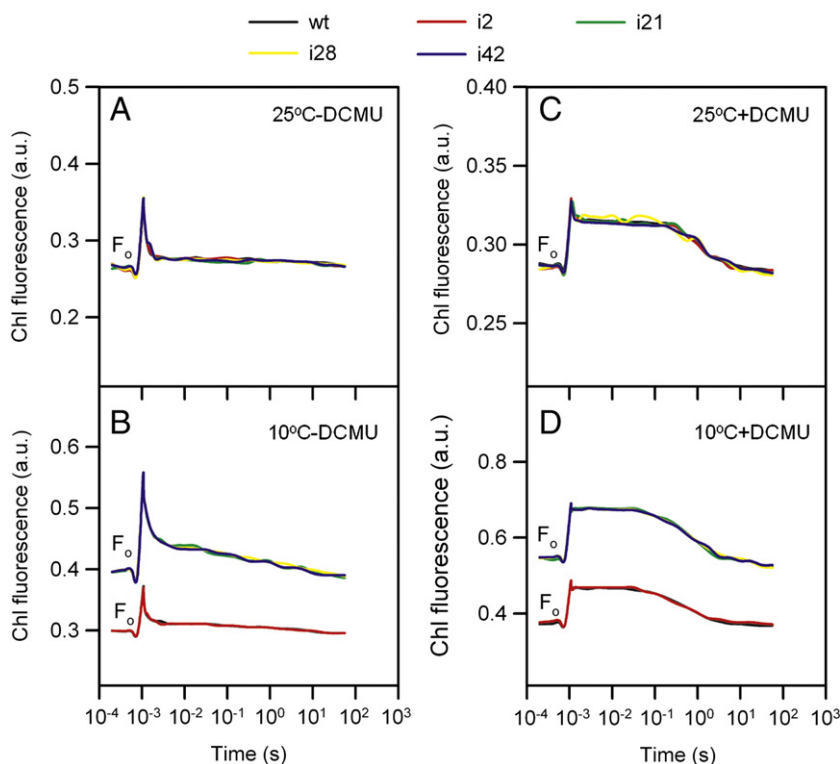 wt i2 i21
i28 i42
A
25°C-DCMU
Chl fluorescence (a.u.)
0.5
0.4
0.3
0.2
Fo
C
25°C+DCMU
Chl fluorescence (a.u.)
0.40
0.35
0.30
0.25
Fo
B
10°C-DCMU
Chl fluorescence (a.u.)
0.6
0.5
0.4
0.3
Fo
Fo
10-4 10-3 10-2 10-1 100 101 102 103
Time (s)
D
10°C+DCMU
Chl fluorescence (a.u.)
0.8
0.6
0.4
Fo
Fo
10-4 10-3 10-2 10-1 100 101 102 103
Time (s)